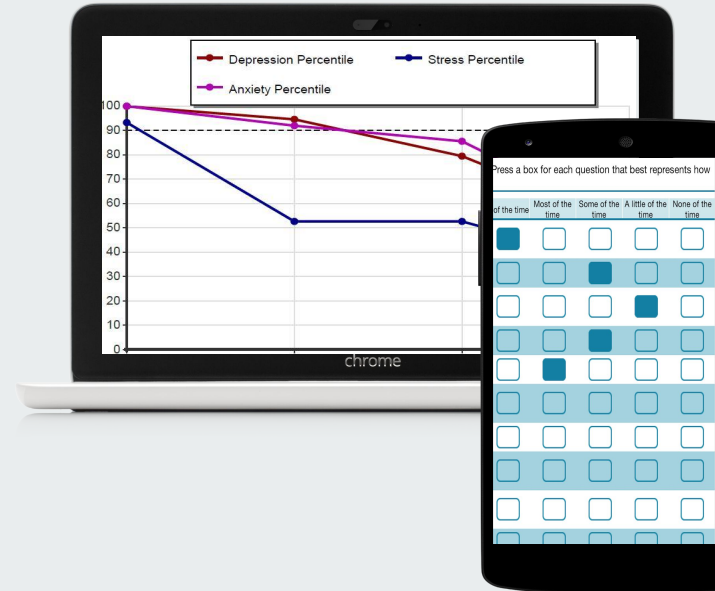 Depression Percentile
Stress Percentile
Anxiety Percentile
100
90
80
70
60
50
40
30
20
10
0
chrome
Press a box for each question that best represents how
of the time
Most of the time
Some of the time
A little of the time
None of the time